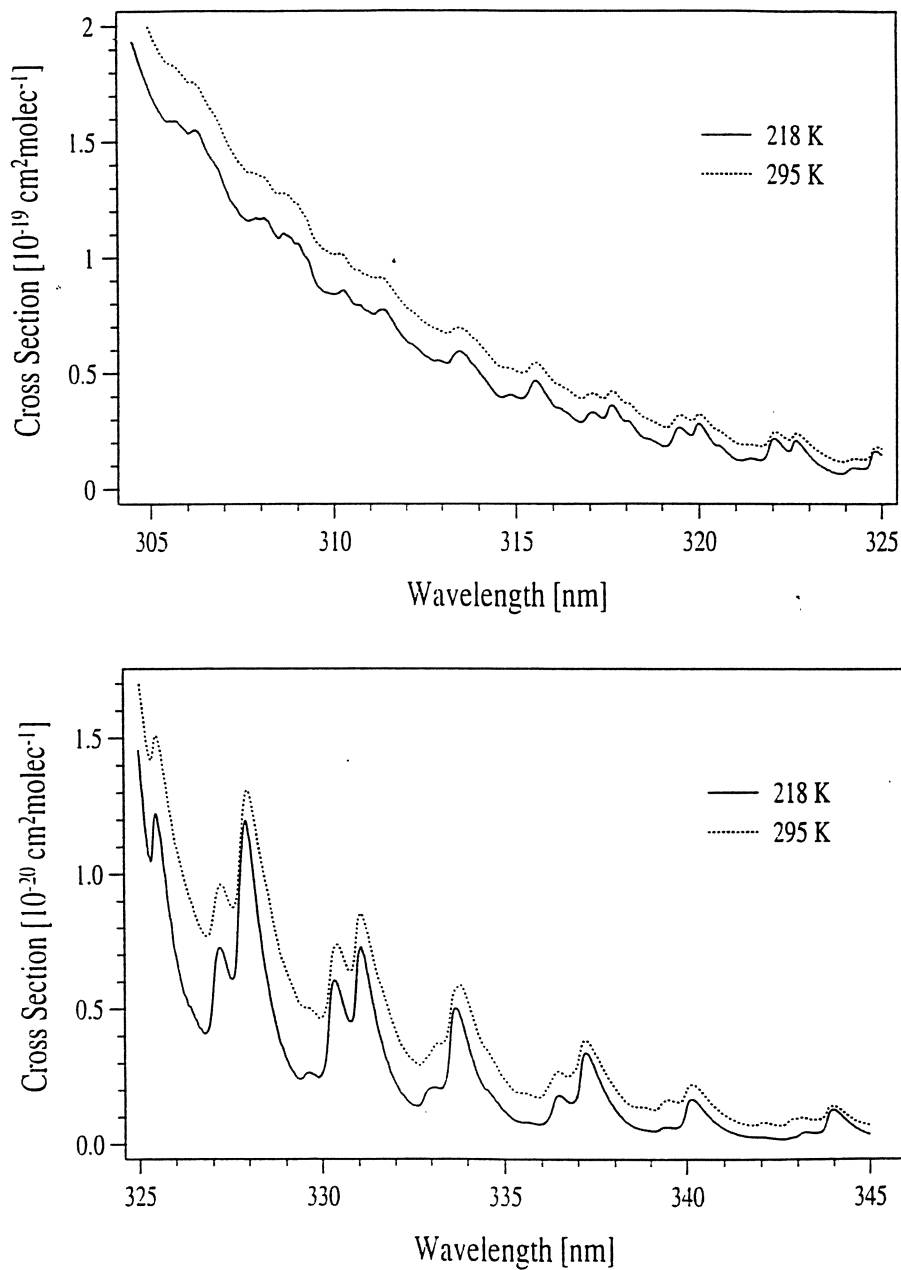 2
1.5
1
0.5
0
Cross Section [10⁻¹⁹ cm²molec⁻¹]
218 K
295 K
305 310 315 320 325
Wavelength [nm]
1.5
1.0
0.5
0.0
Cross Section [10⁻²⁰ cm²molec⁻¹]
218 K
295 K
325 330 335 340 345
Wavelength [nm]